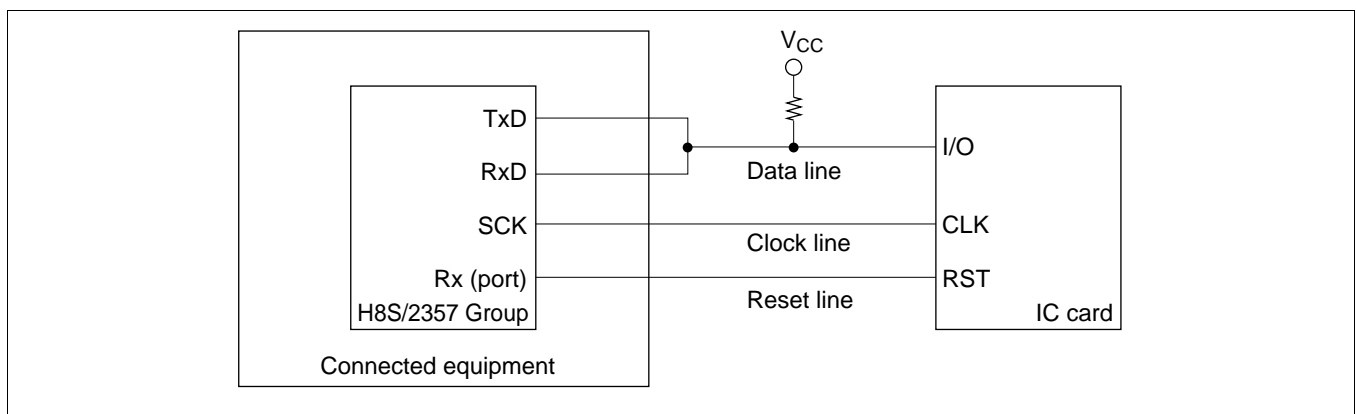 VCC
TxD
RxD
SCK
Rx (port)
H8S/2357 Group
Connected equipment
Data line
Clock line
Reset line
I/O
CLK
RST
IC card